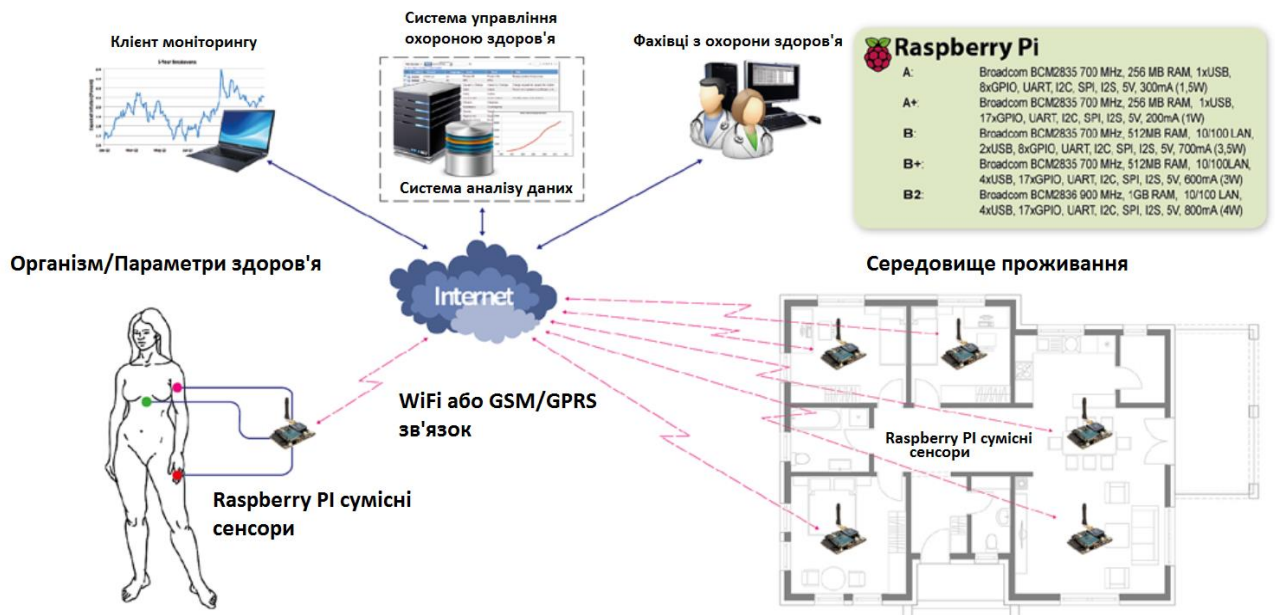 Клієнт моніторингу
Система управління
охороною здоров'я
Система аналізу даних
Фахівці з охорони здоров'я
Raspberry Pi
A: Broadcom BCM2835 700 MHz, 256 MB RAM, 1xUSB,
8xGPIO, UART, I2C, SPI, I2S, 5V, 300mA (1,5W)
A+: Broadcom BCM2835 700 MHz, 256 MB RAM, 1xUSB,
17xGPIO, UART, I2C, SPI, I2S, 5V, 200mA (1W)
B: Broadcom BCM2835 700 MHz, 512MB RAM, 10/100 LAN,
2xUSB, 8xGPIO, UART, I2C, SPI, I2S, 5V, 700mA (3,5W)
B+: Broadcom BCM2835 700 MHz, 512MB RAM, 10/100LAN,
4xUSB, 17xGPIO, UART, I2C, SPI, I2S, 5V, 600mA (3W)
B2: Broadcom BCM2836 900 MHz, 1GB RAM, 10/100 LAN,
4xUSB, 17xGPIO, UART, I2C, SPI, I2S, 5V, 800mA (4W)
Організм/Параметри здоров'я
Internet
Середовище проживання
WiFi або GSM/GPRS
зв'язок
Raspberry PI сумісні
сенсори
Raspberry PI сумісні
сенсори